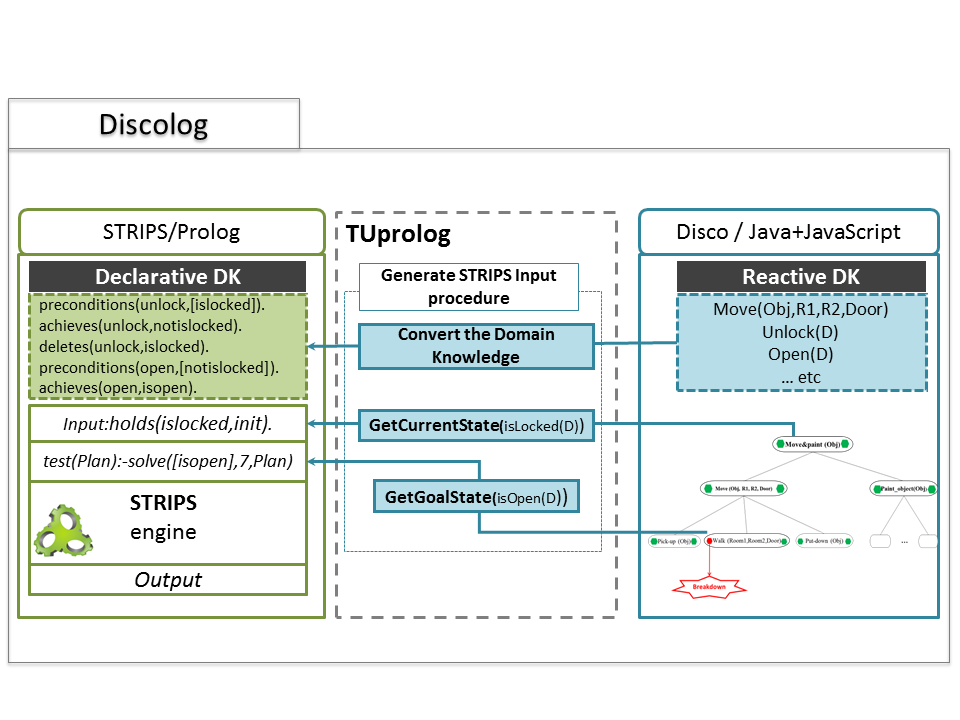 Discolog
STRIPS/Prolog
Declarative DK
preconditions(unlock,[islocked]).
achieves(unlock,notislocked).
deletes(unlock,islocked).
preconditions(open,[notislocked]).
achieves(open,isopen).
Input:holds(islocked,init).
test(Plan):-solve([isopen],7,Plan)
STRIPS
engine
Output
TUprolog
Generate STRIPS Input
procedure
Convert the Domain
Knowledge
GetCurrentState(isLocked(D))
GetGoalState(isOpen(D))
Disco / Java+JavaScript
Reactive DK
Move(Obj,R1,R2,Door)
Unlock(D)
Open(D)
... etc
Move&paint (Obj)
Move (Obj, R1, R2, Door)
Paint_object(Obj)
Pick-up (Obj)
Walk (Room1,Room2,Door)
Put-down (Obj)
...
Breakdown